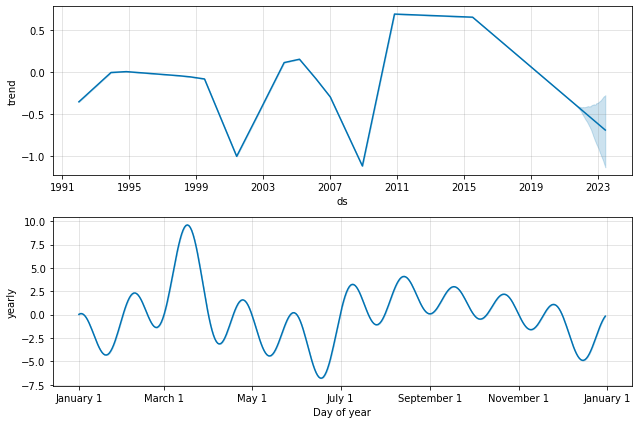 0.5
0.0
−0.5
−1.0
trend
1991 1995 1999 2003 2007 2011 2015 2019 2023
ds
10.0
7.5
5.0
2.5
0.0
−2.5
−5.0
−7.5
yearly
January 1 March 1 May 1 July 1 September 1 November 1 January 1
Day of year